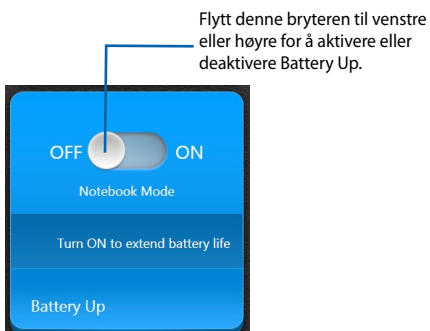 Flytt denne bryteren til venstre
eller høyre for å aktivere eller
deaktivere Battery Up.
OFF ON
Notebook Mode
Turn ON to extend battery life
Battery Up